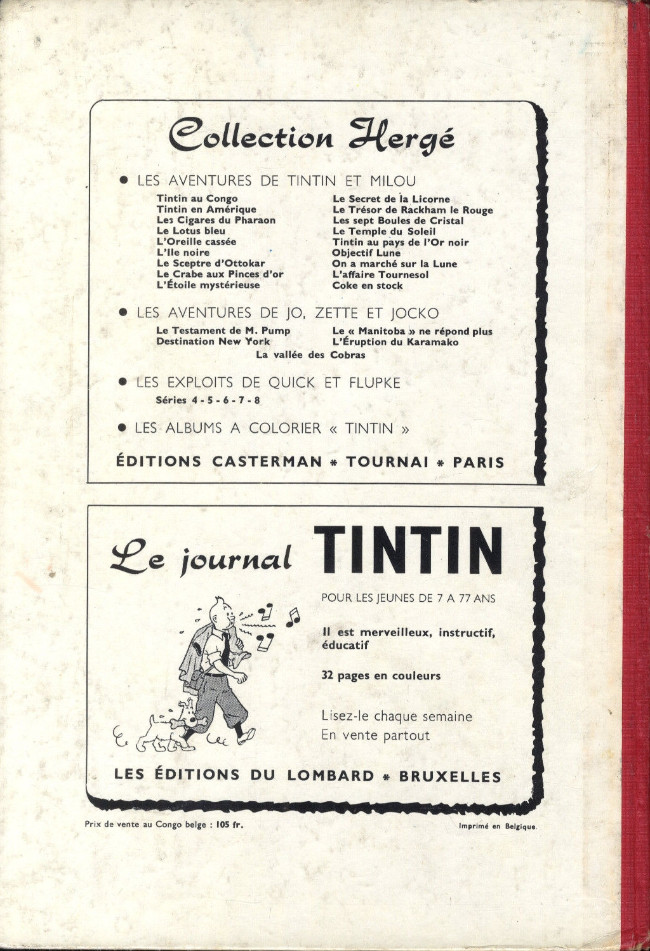 Collection Hergé
● LES AVENTURES DE TINTIN ET MILOU
Tintin au Congo
Tintin en Amérique
Les Cigares du Pharaon
Le Lotus bleu
L'Oreille cassée
L'Ile noire
Le Sceptre d'Ottokar
Le Crabe aux Pinces d'or
L'Étoile mystérieuse
Le Secret de la Licorne
Le Trésor de Rackham le Rouge
Les sept Boules de Cristal
Le Temple du Soleil
Tintin au pays de l'Or noir
Objectif Lune
On a marché sur la Lune
L'affaire Tournesol
Coke en stock
● LES AVENTURES DE JO, ZETTE ET JOCKO
Le Testament de M. Pump
Destination New York
Le « Manitoba » ne répond plus
L'Éruption du Karamako
La vallée des Cobras
● LES EXPLOITS DE QUICK ET FLUPKE
Séries 4 - 5 - 6 - 7 - 8
● LES ALBUMS A COLORIER « TINTIN »
ÉDITIONS CASTERMAN * TOURNAI * PARIS
Le journal TINTIN
POUR LES JEUNES DE 7 A 77 ANS
Il est merveilleux, instructif,
éducatif
32 pages en couleurs
Lisez-le chaque semaine
En vente partout
LES ÉDITIONS DU LOMBARD * BRUXELLES
Prix de vente au Congo belge : 105 fr.
Imprimé en Belgique.